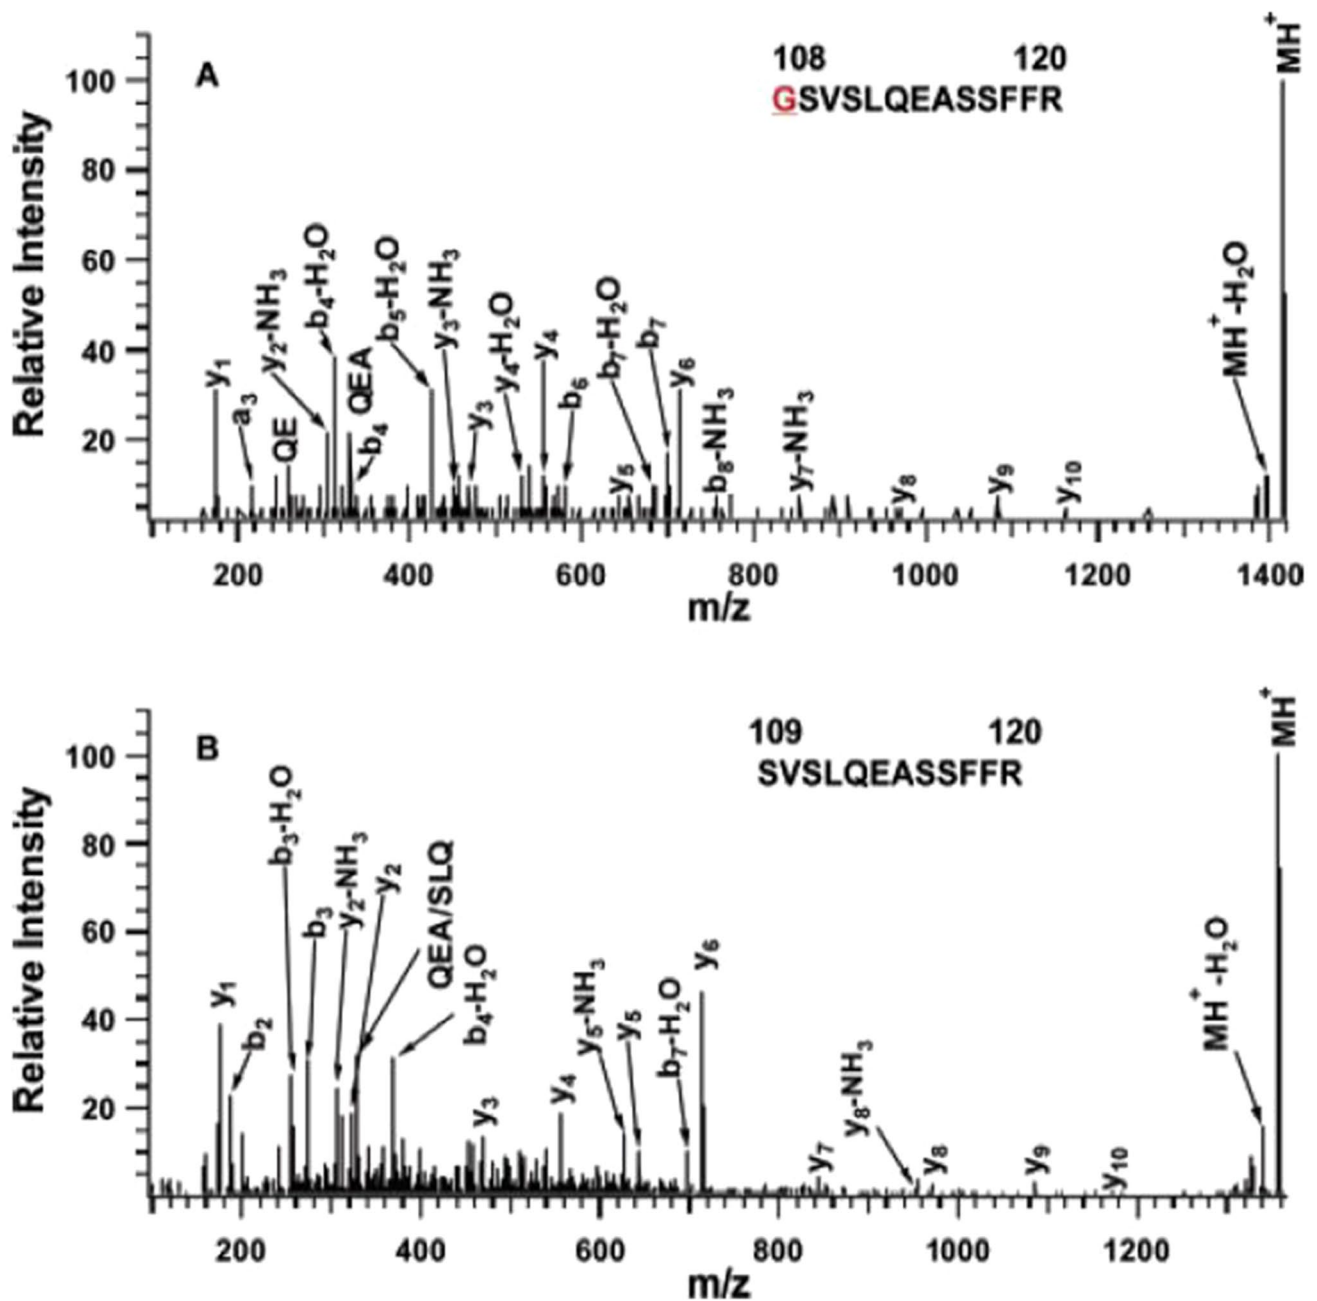 A
108 120
GSVSLQEASSFFR
MH+
Relative Intensity
100
80
60
40
20
y1
a3
QE
y2-NH3
b4-H2O
QEA
b4
b5-H2O
y3-NH3
y3
y4-H2O
y4
b6
b7-H2O
y5
b7
y6
b8-NH3
y7-NH3
y8
y9
y10
MH+-H2O
200 400 600 800 1000 1200 1400
m/z
B
109 120
SVSLQEASSFFR
MH+
Relative Intensity
100
80
60
40
20
y1
b2
b3-H2O
b3
y2-NH3
y2
QEA/SLQ
b4-H2O
y3
y4
y5-NH3
y5
b7-H2O
y6
y7
y8-NH3
y8
y9
y10
MH+-H2O
200 400 600 800 1000 1200
m/z